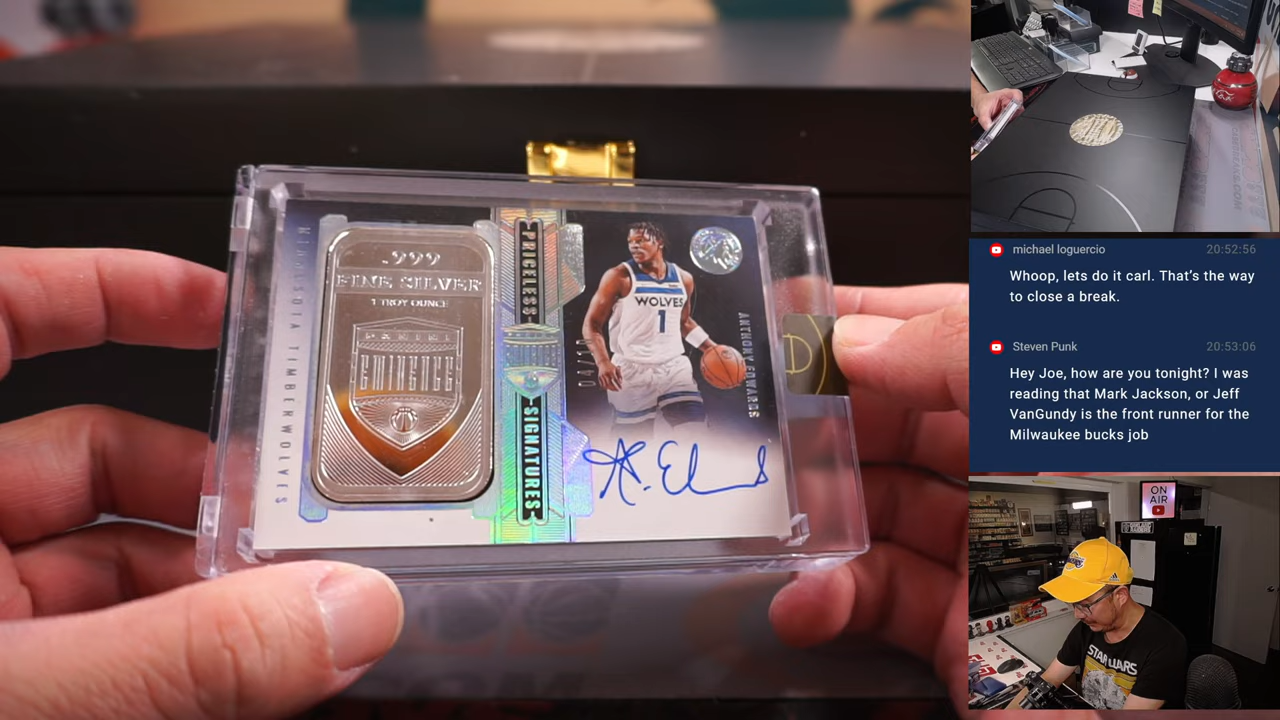 MINNESOTA TIMBERWOLVES
.999
FINE SILVER
1 TROY OUNCE
PANINI
EMINENCE
PRICELESS
SIGNATURES
WOLVES
1
ANTHONY EDWARDS
A. Ed
michael loguercio 20:52:56
Whoop, lets do it carl. That's the way
to close a break.
Steven Punk 20:53:06
Hey Joe, how are you tonight? I was
reading that Mark Jackson, or Jeff
VanGundy is the front runner for the
Milwaukee bucks job
ON
AIR
STAR WARS